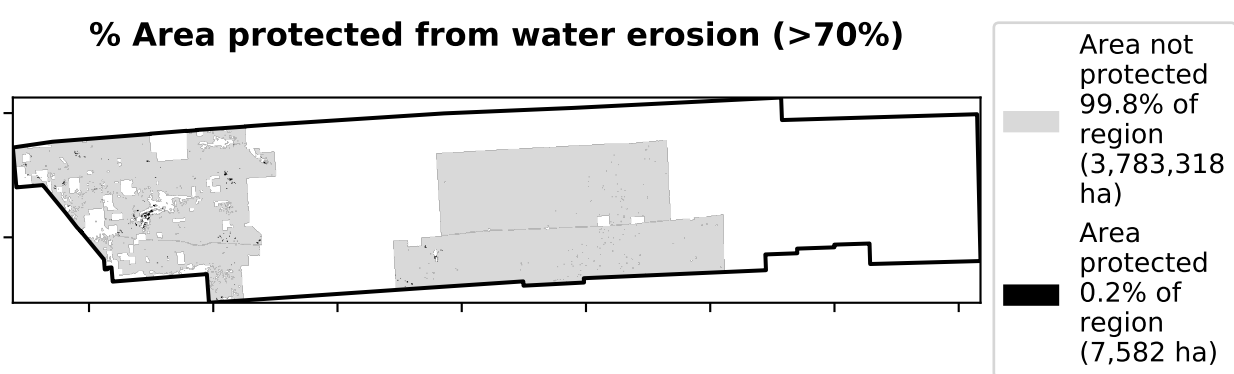 % Area protected from water erosion (>70%)
Area not
protected
99.8% of
region
(3,783,318
ha)
Area
protected
0.2% of
region
(7,582 ha)